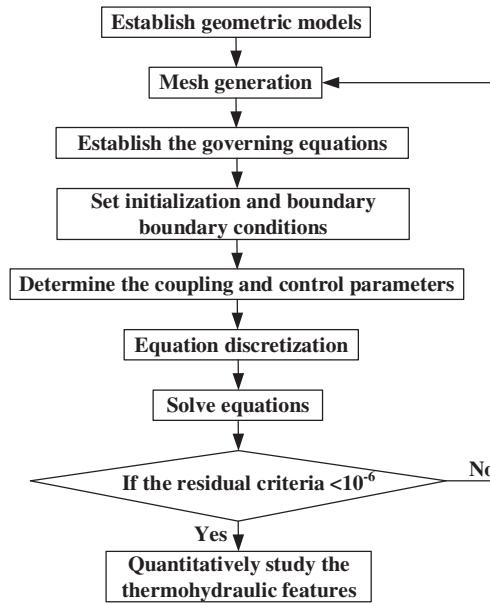 Establish geometric models
Mesh generation
Establish the governing equations
Set initialization and boundary
boundary conditions
Determine the coupling and control parameters
Equation discretization
Solve equations
If the residual criteria <10⁻⁶
No
Yes
Quantitatively study the
thermohydraulic features